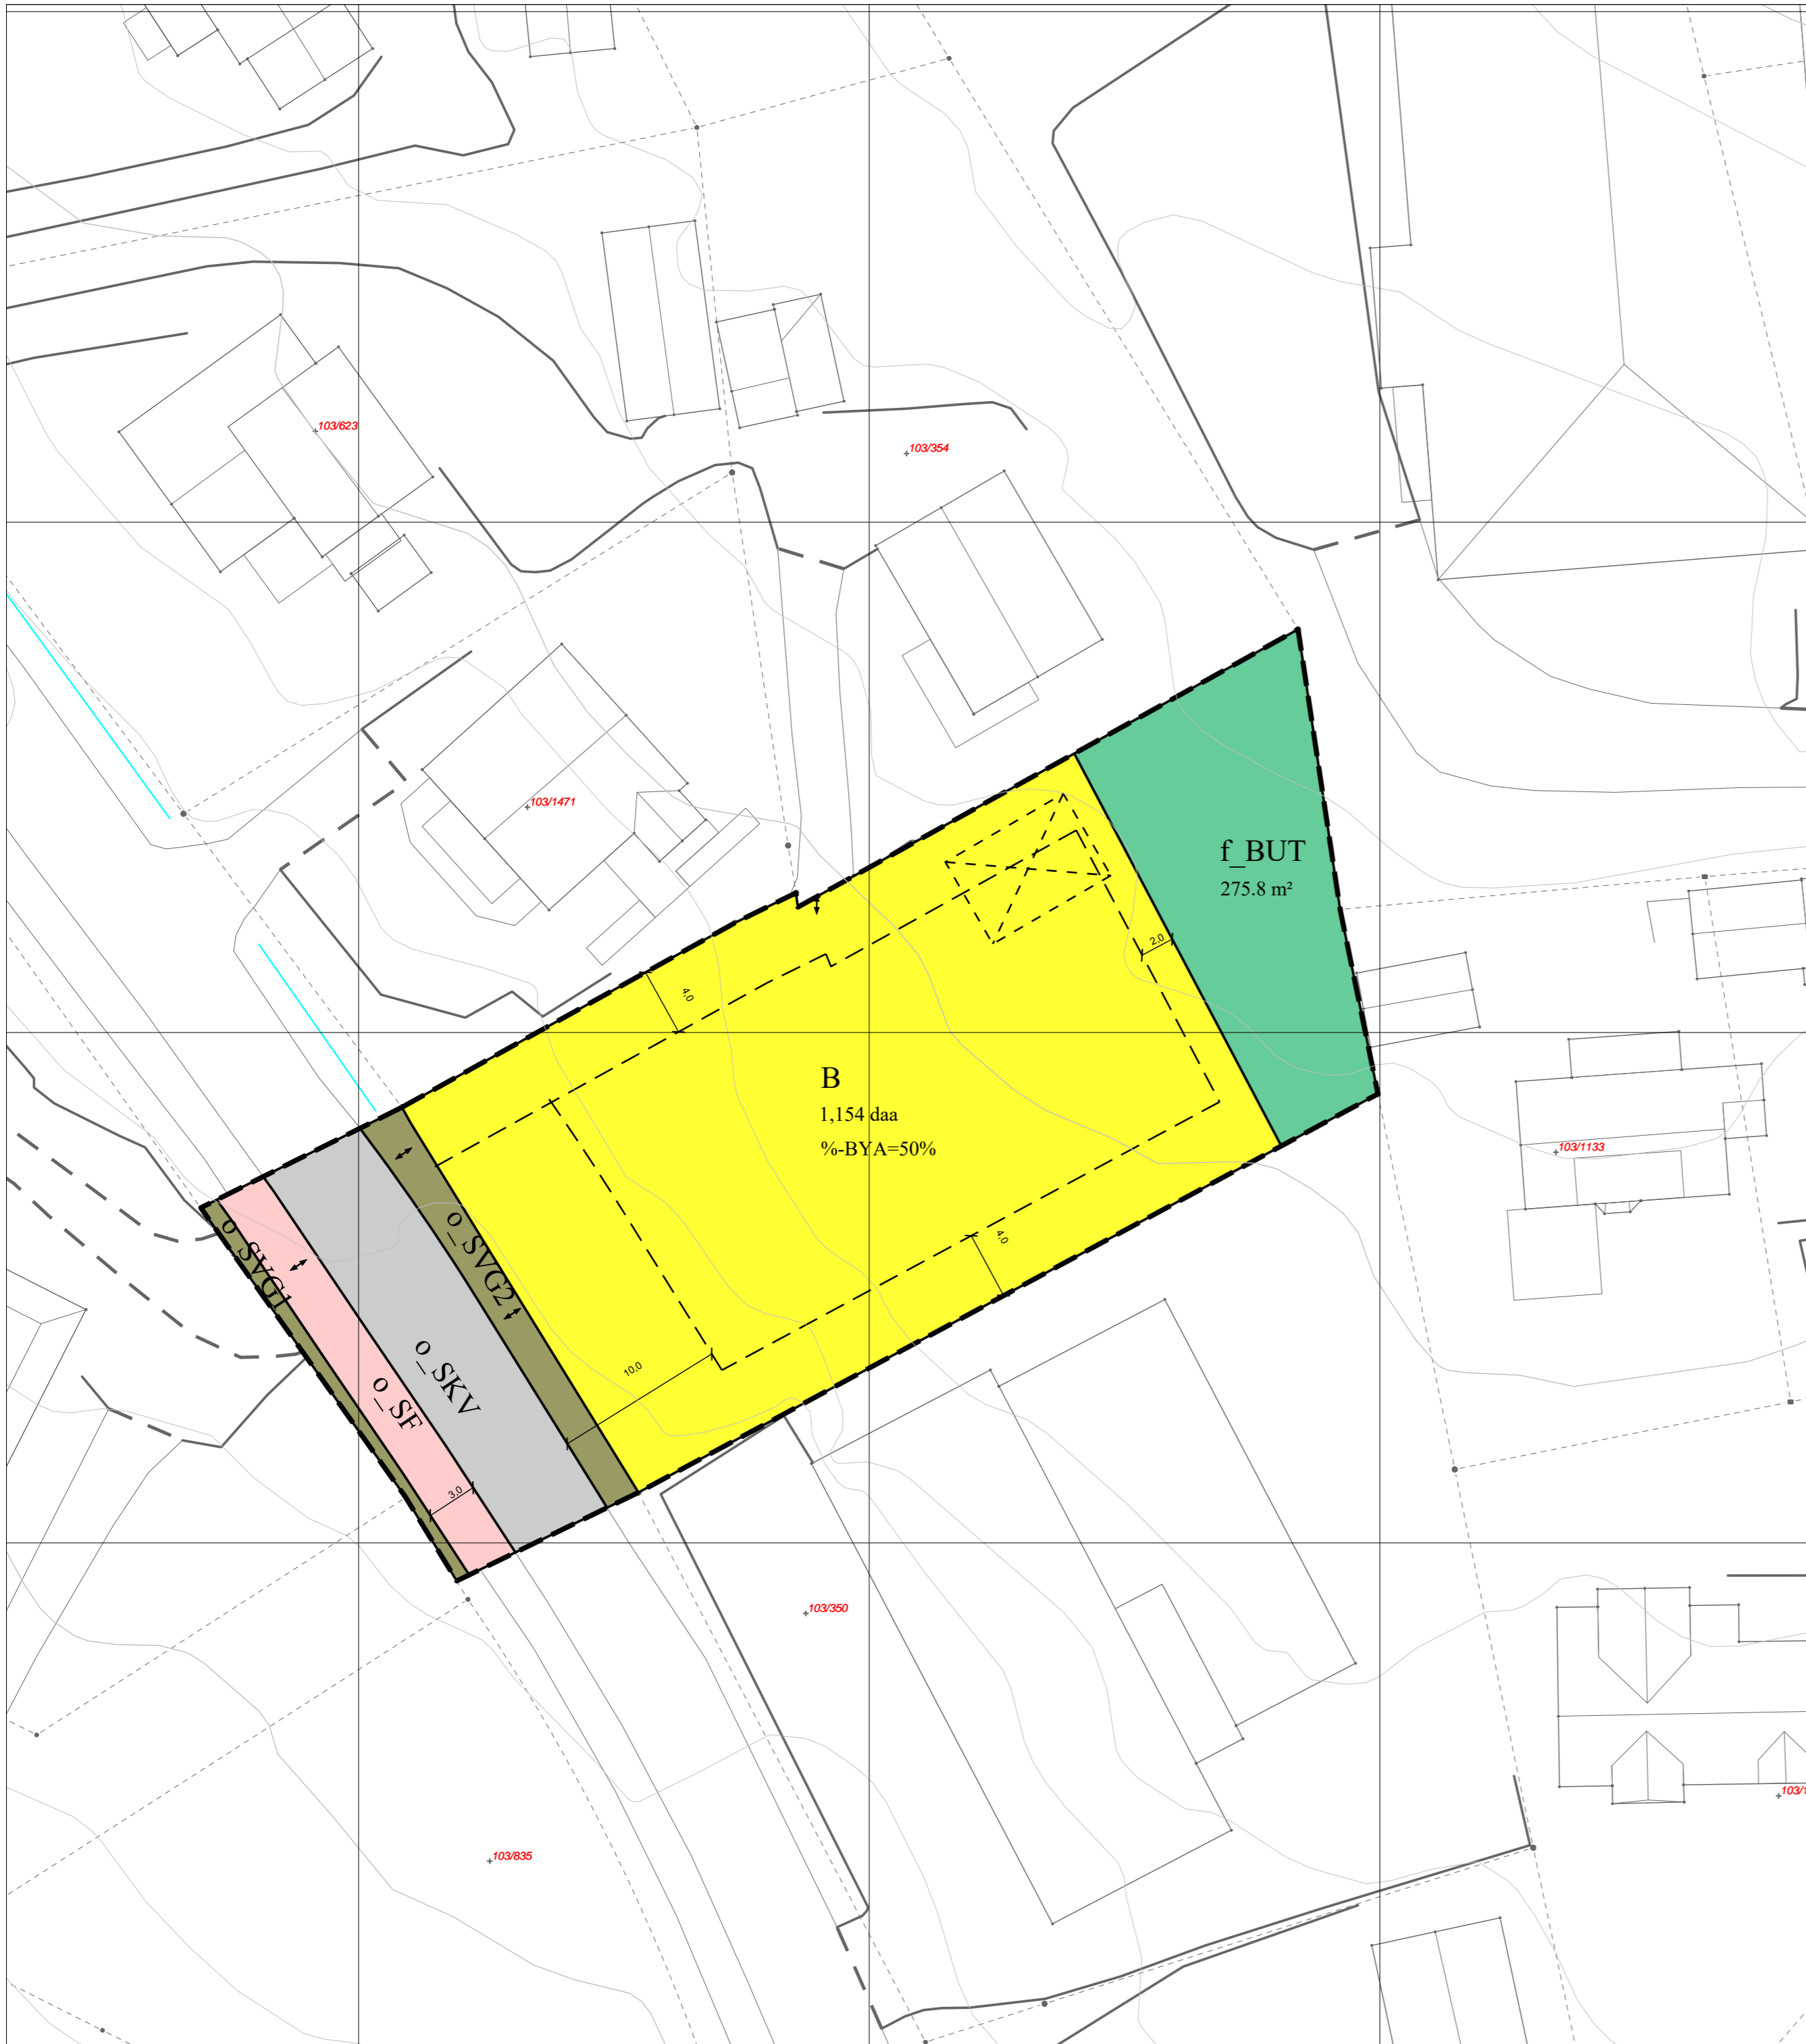 103/623
103/354
103/1471
f_BUT
275.8 m²
2.0
4.0
B
1,154 daa
%-BYA=50%
103/1133
o_SVG1
o_SVG2
4.0
o_SKV
o_SF
10.0
3.0
103/350
103/835